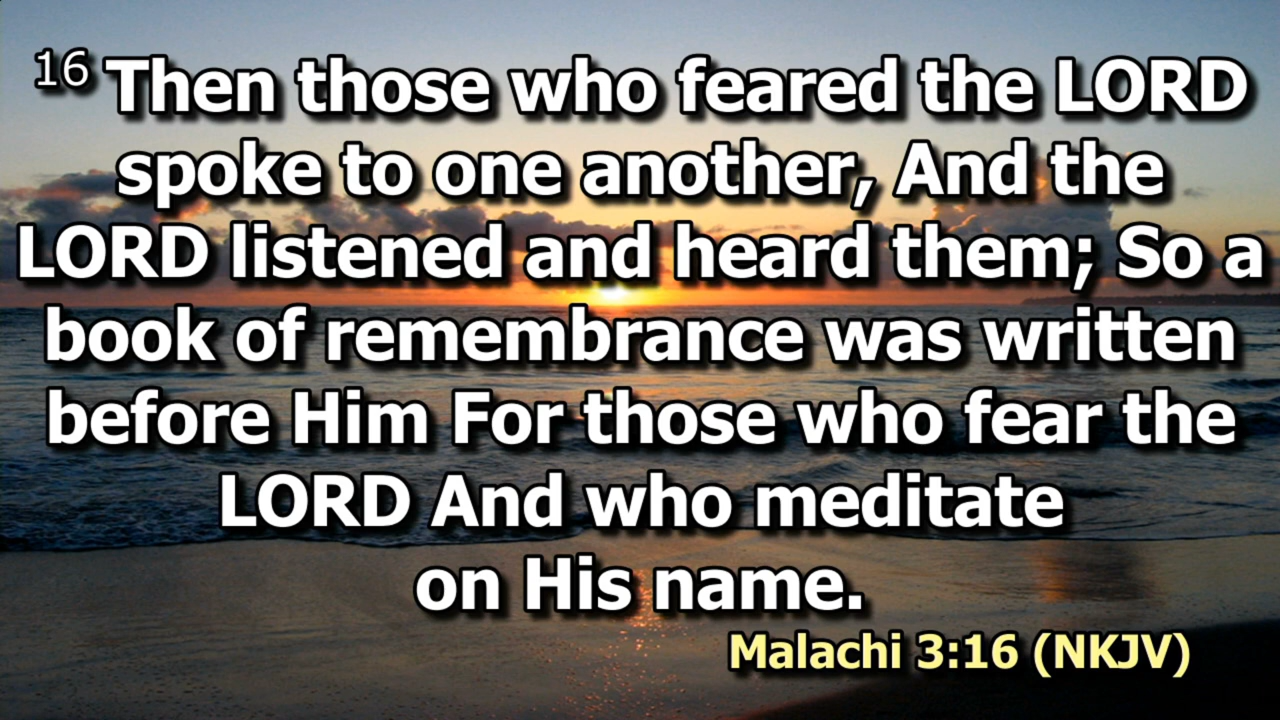 16 Then those who feared the LORD
spoke to one another, And the
LORD listened and heard them; So a
book of remembrance was written
before Him For those who fear the
LORD And who meditate
on His name.
Malachi 3:16 (NKJV)